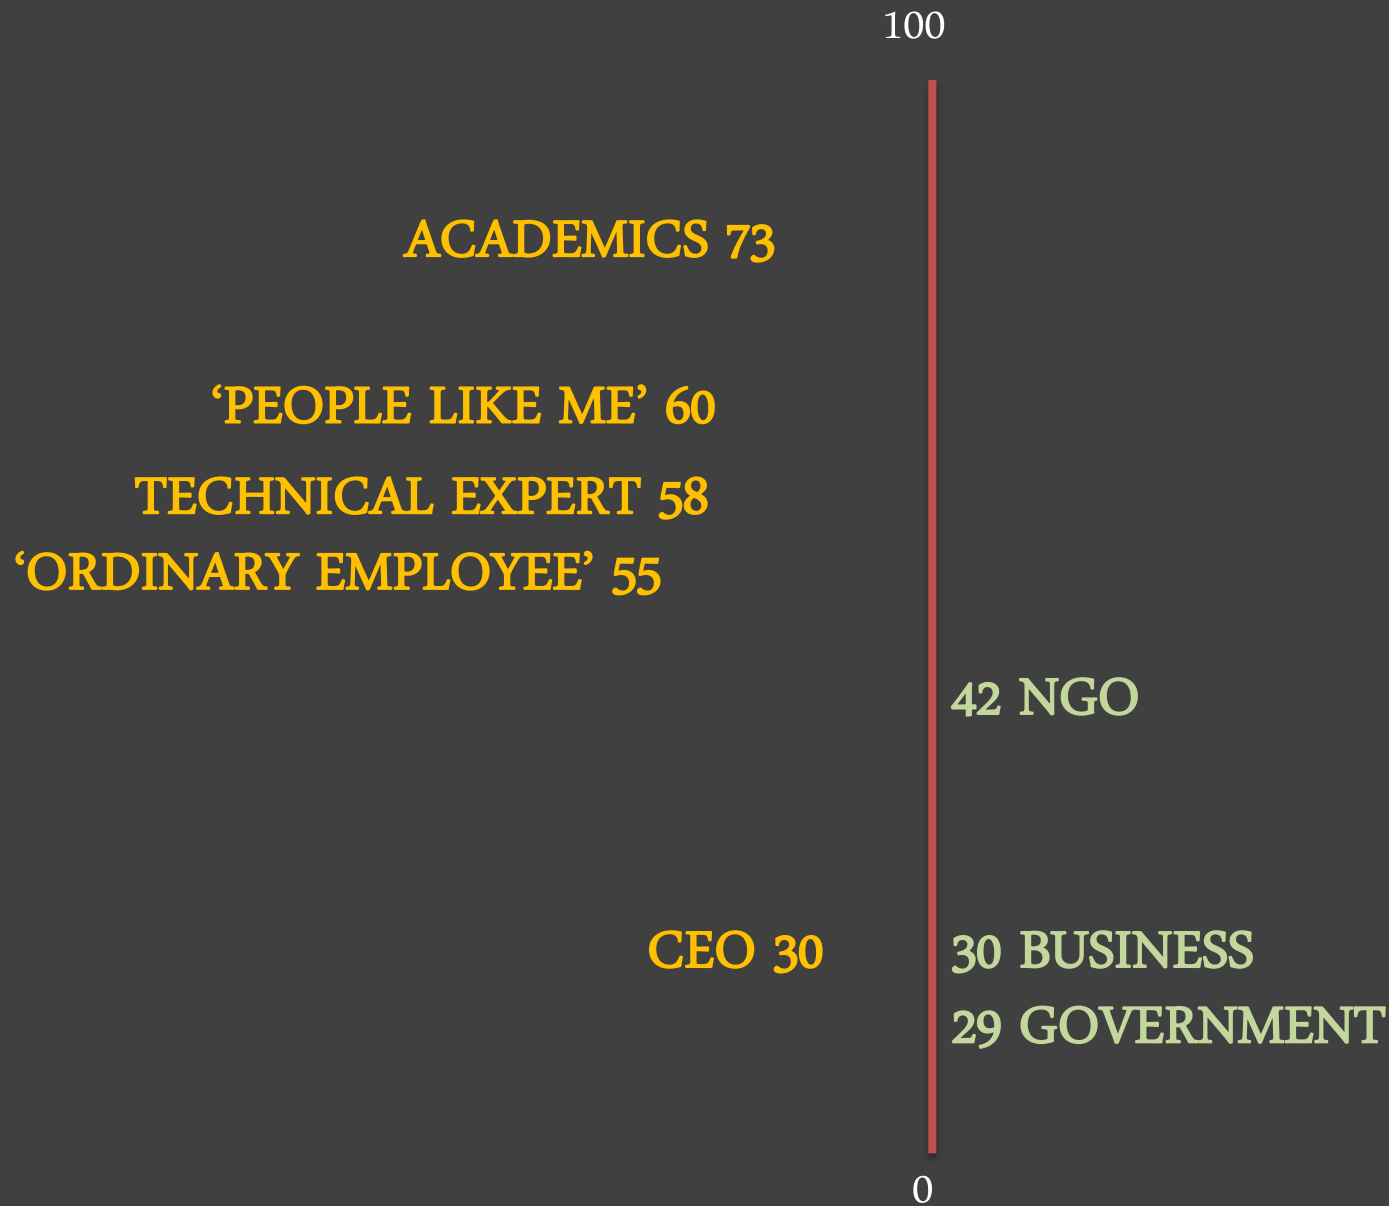 100
ACADEMICS 73
‘PEOPLE LIKE ME’ 60
TECHNICAL EXPERT 58
‘ORDINARY EMPLOYEE’ 55
42 NGO
CEO 30
30 BUSINESS
29 GOVERNMENT
0